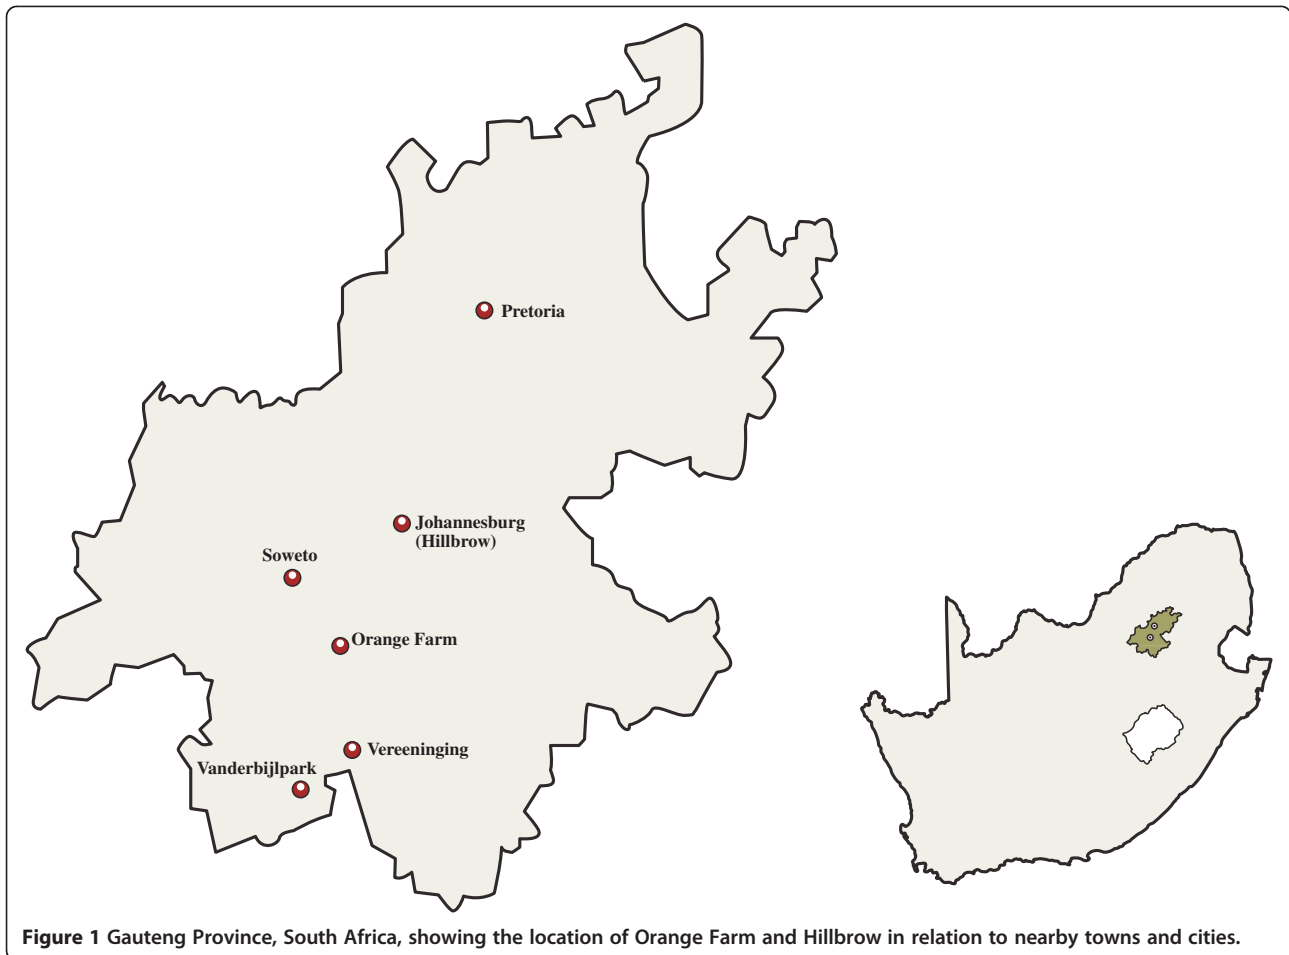 Pretoria
Johannesburg
(Hillbrow)
Soweto
Orange Farm
Vereeninging
Vanderbijlpark
Figure 1 Gauteng Province, South Africa, showing the location of Orange Farm and Hillbrow in relation to nearby towns and cities.